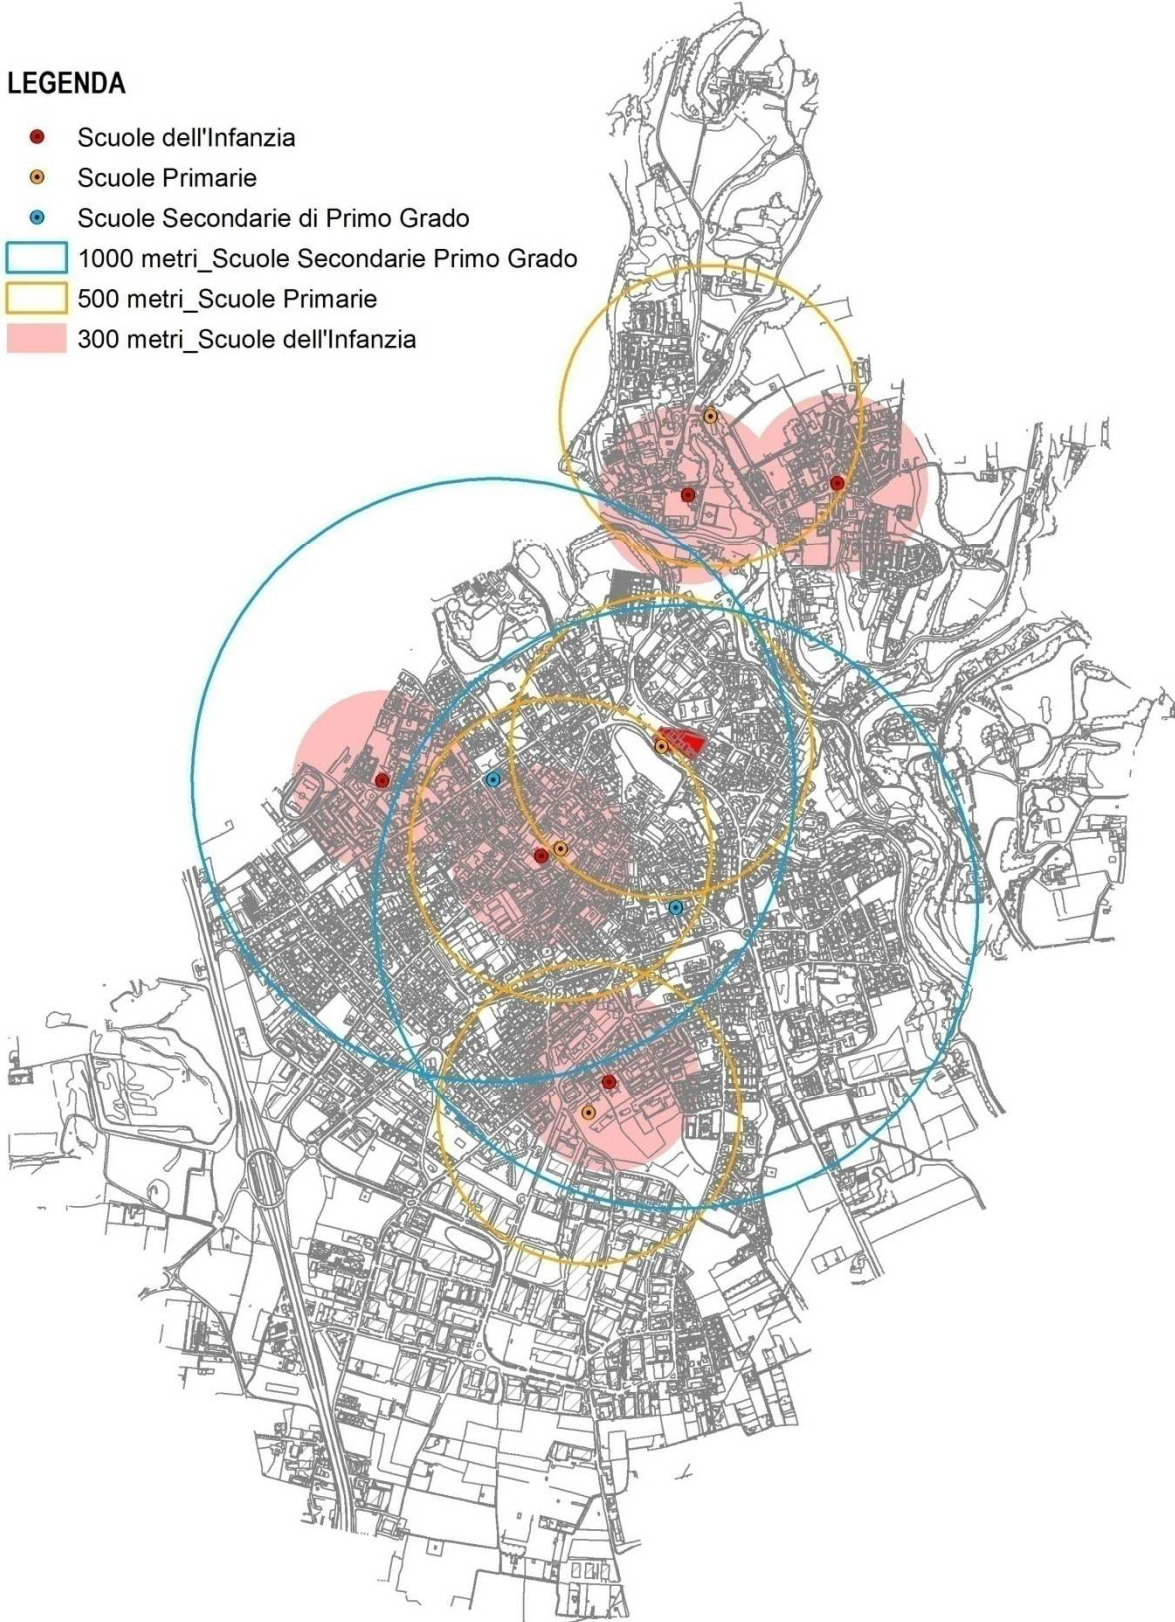 LEGENDA
Scuole dell'Infanzia
Scuole Primarie
Scuole Secondarie di Primo Grado
1000 metri_Scuole Secondarie Primo Grado
500 metri_Scuole Primarie
300 metri_Scuole dell'Infanzia